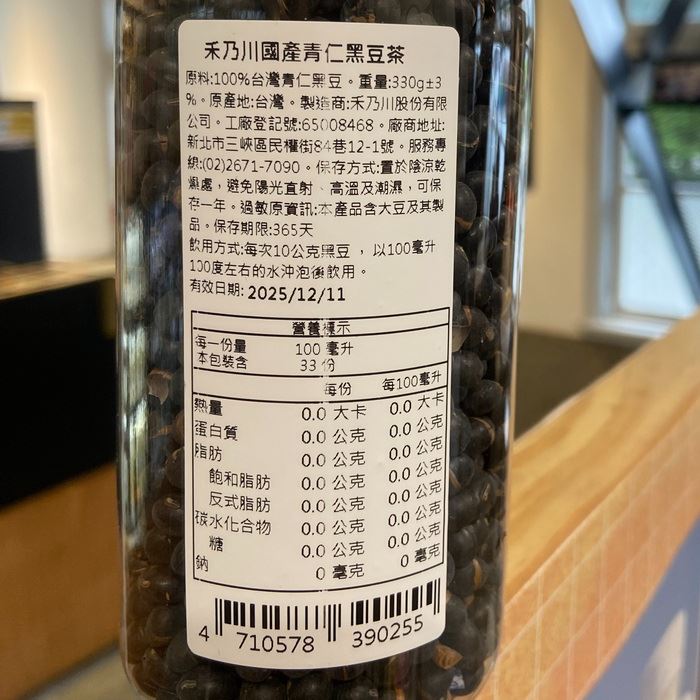 禾乃川國產青仁黑豆茶
原料:100%台灣青仁黑豆。重量:330g±3
%。原產地:台灣。製造商:禾乃川股份有限
公司。工廠登記號:65008468。廠商地址:
新北市三峽區民權街84巷12-1號。服務專
線:(02)2671-7090。保存方式:置於陰涼乾
燥處,避免陽光直射、高溫及潮濕,可保
存一年。過敏原資訊:本產品含大豆及其製
品。保存期限:365天
飲用方式:每次10公克黑豆,以100毫升
100度左右的水沖泡後飲用。
有效日期: 2025/12/11
營養標示
每一份量 100 毫升
本包裝含 33 份
每份 每100毫升
熱量 0.0 大卡 0.0 大卡
蛋白質 0.0 公克 0.0 公克
脂肪 0.0 公克 0.0 公克
飽和脂肪 0.0 公克 0.0 公克
反式脂肪 0.0 公克 0.0 公克
碳水化合物 0.0 公克 0.0 公克
糖 0.0 公克 0.0 公克
鈉 0 毫克 0 毫克
4 710578 390255